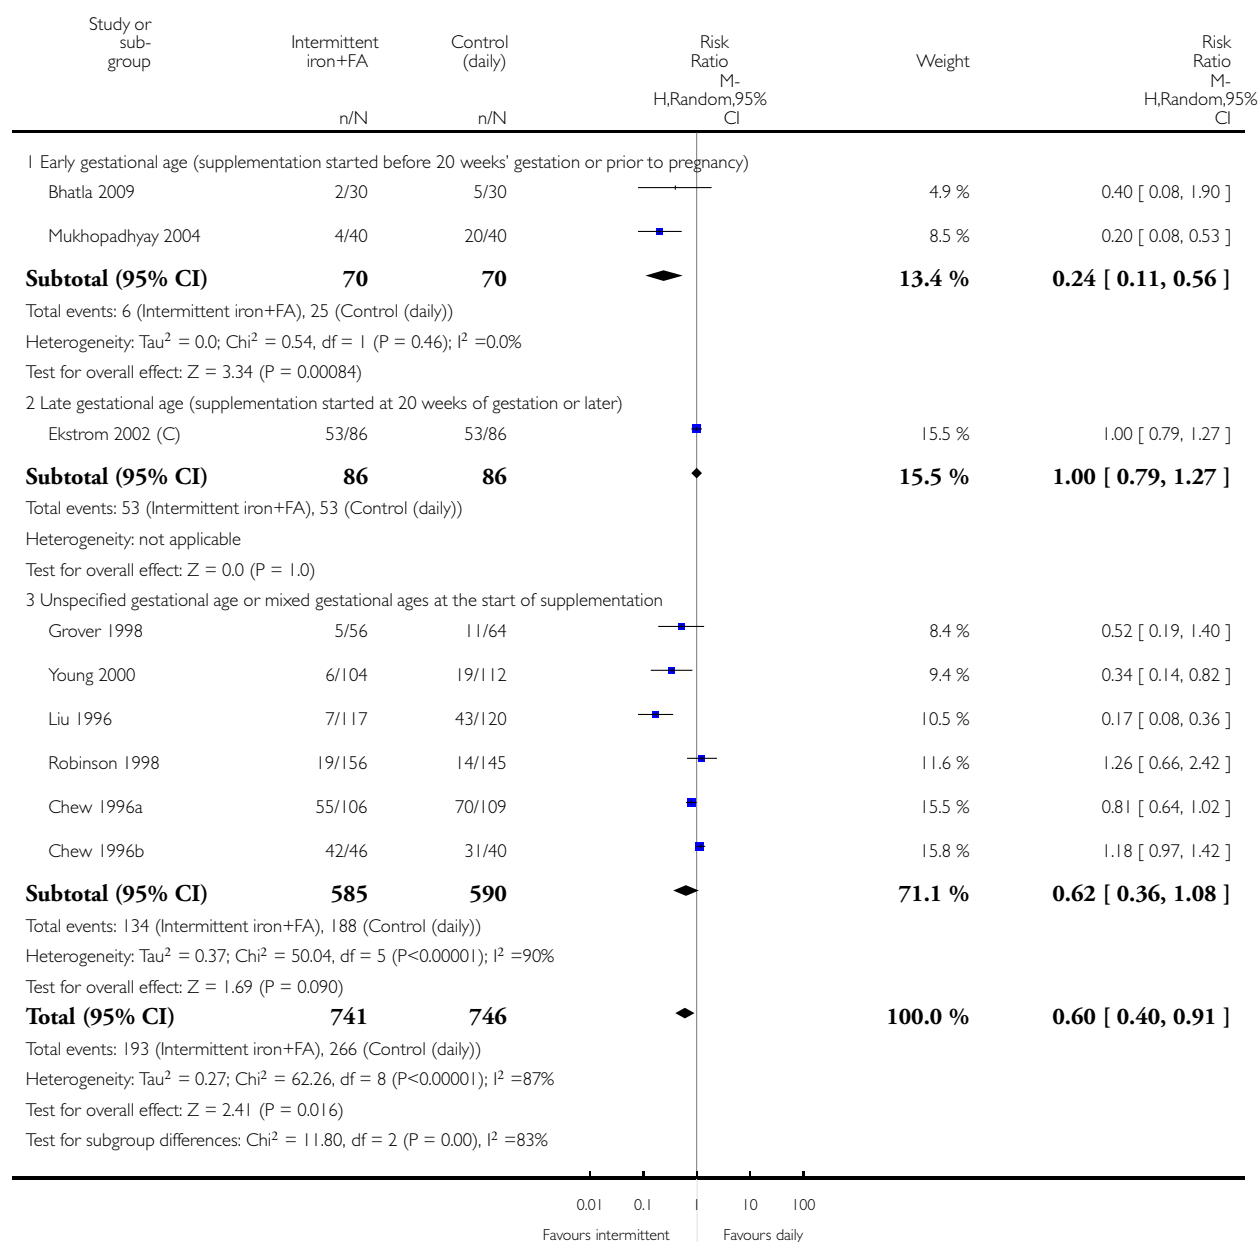 Study or
sub-
group
Intermittent
iron+FA
Control
(daily)
Risk
Ratio
Weight
Risk
Ratio
n/N
n/N
M-
H,Random,95%
CI
M-
H,Random,95%
CI
1 Early gestational age (supplementation started before 20 weeks' gestation or prior to pregnancy)
Bhatla 2009 2/30 5/30 4.9 % 0.40 [ 0.08, 1.90 ]
Mukhopadhyay 2004 4/40 20/40 8.5 % 0.20 [ 0.08, 0.53 ]
Subtotal (95% CI) 70 70 13.4 % 0.24 [ 0.11, 0.56 ]
Total events: 6 (Intermittent iron+FA), 25 (Control (daily))
Heterogeneity: Tau² = 0.0; Chi² = 0.54, df = 1 (P = 0.46); I² =0.0%
Test for overall effect: Z = 3.34 (P = 0.00084)
2 Late gestational age (supplementation started at 20 weeks of gestation or later)
Ekstrom 2002 (C) 53/86 53/86 15.5 % 1.00 [ 0.79, 1.27 ]
Subtotal (95% CI) 86 86 15.5 % 1.00 [ 0.79, 1.27 ]
Total events: 53 (Intermittent iron+FA), 53 (Control (daily))
Heterogeneity: not applicable
Test for overall effect: Z = 0.0 (P = 1.0)
3 Unspecified gestational age or mixed gestational ages at the start of supplementation
Grover 1998 5/56 11/64 8.4 % 0.52 [ 0.19, 1.40 ]
Young 2000 6/104 19/112 9.4 % 0.34 [ 0.14, 0.82 ]
Liu 1996 7/117 43/120 10.5 % 0.17 [ 0.08, 0.36 ]
Robinson 1998 19/156 14/145 11.6 % 1.26 [ 0.66, 2.42 ]
Chew 1996a 55/106 70/109 15.5 % 0.81 [ 0.64, 1.02 ]
Chew 1996b 42/46 31/40 15.8 % 1.18 [ 0.97, 1.42 ]
Subtotal (95% CI) 585 590 71.1 % 0.62 [ 0.36, 1.08 ]
Total events: 134 (Intermittent iron+FA), 188 (Control (daily))
Heterogeneity: Tau² = 0.37; Chi² = 50.04, df = 5 (P<0.00001); I² =90%
Test for overall effect: Z = 1.69 (P = 0.090)
Total (95% CI) 741 746 100.0 % 0.60 [ 0.40, 0.91 ]
Total events: 193 (Intermittent iron+FA), 266 (Control (daily))
Heterogeneity: Tau² = 0.27; Chi² = 62.26, df = 8 (P<0.00001); I² =87%
Test for overall effect: Z = 2.41 (P = 0.016)
Test for subgroup differences: Chi² = 11.80, df = 2 (P = 0.00), I² =83%
0.01 0.1 1 10 100
Favours intermittent Favours daily